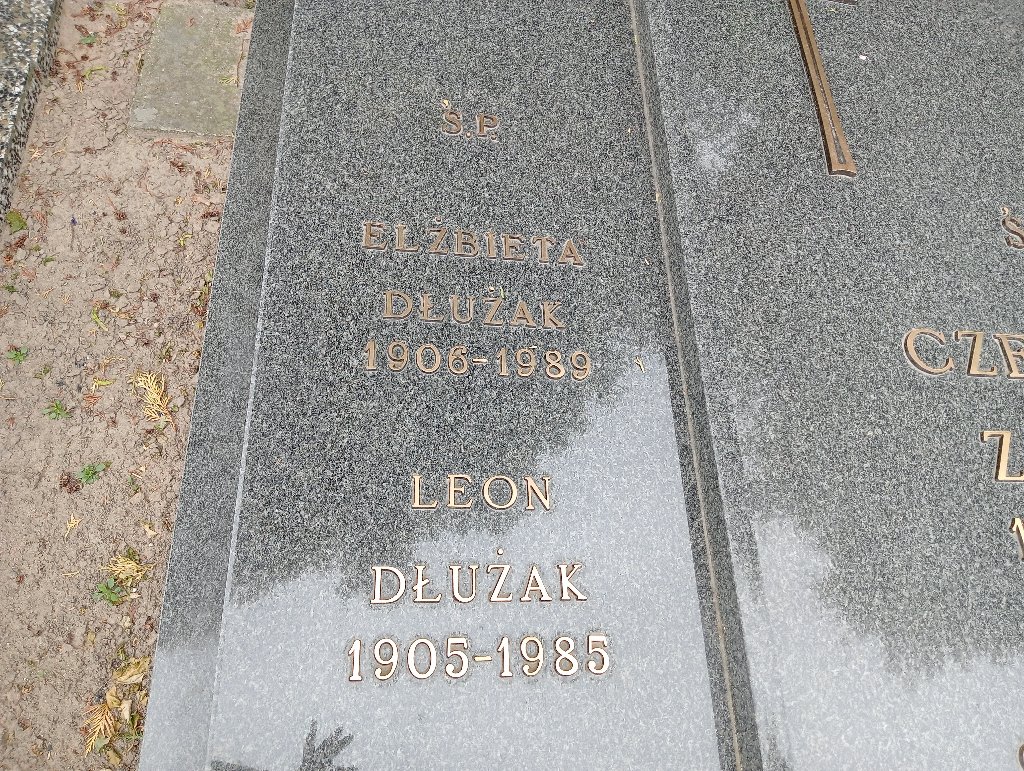 Ś.P.
ELŻBIETA
DŁUŻAK
1906-1989
LEON
DŁUŻAK
1905-1985